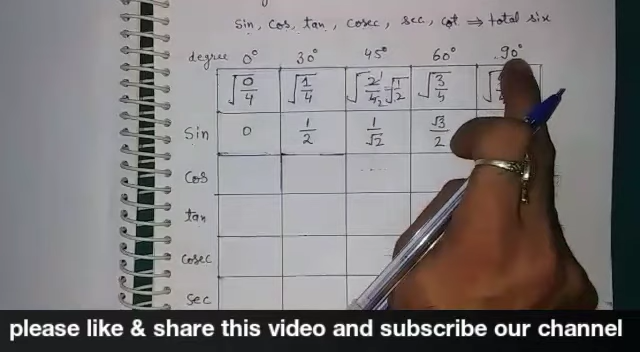 Sin, cos, tan, cosec, sec, cot ⇒ total six
degree 0° 30° 45° 60° 90°
√0/4 √1/4 √2/4 = √1/2 √3/4
Sin 0 1/2 1/√2 √3/2
Cos
tan
Cosec
Sec
please like & share this video and subscribe our channel